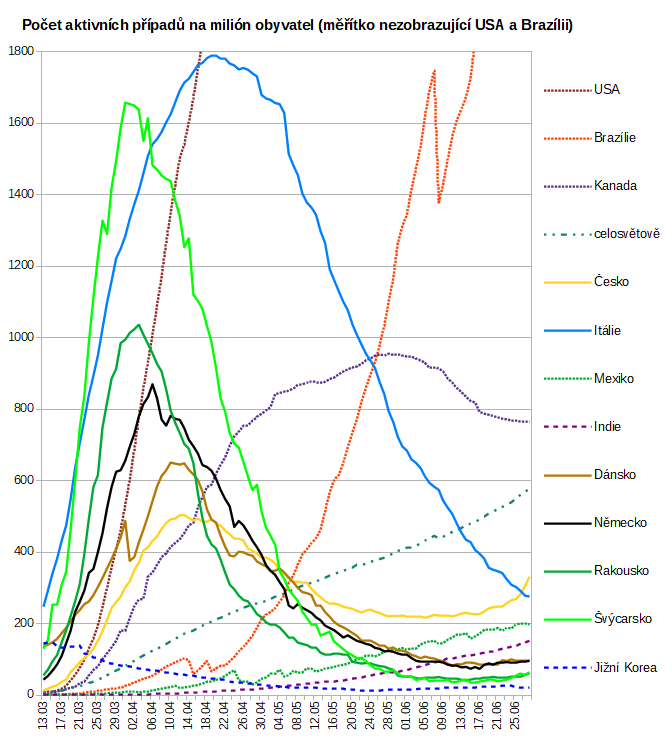 Počet aktivních případů na milión obyvatel (měřítko nezobrazující USA a Brazílii)
1800
1600
1400
1200
1000
800
600
400
200
0
13.03
17.03
21.03
25.03
29.03
02.04
06.04
10.04
14.04
18.04
22.04
26.04
30.04
04.05
08.05
12.05
16.05
20.05
24.05
28.05
01.06
05.06
09.06
13.06
17.06
21.06
25.06
USA
Brazílie
Kanada
celosvětově
Česko
Itálie
Mexiko
Indie
Dánsko
Německo
Rakousko
Švýcarsko
Jižní Korea